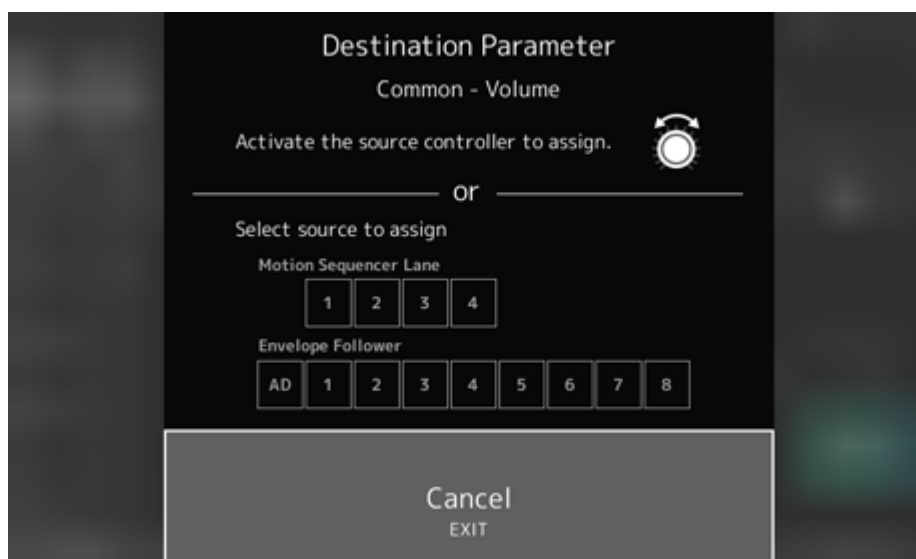 Destination Parameter
Common - Volume
Activate the source controller to assign.
or
Select source to assign
Motion Sequencer Lane
1 2 3 4
Envelope Follower
AD 1 2 3 4 5 6 7 8
Cancel
EXIT